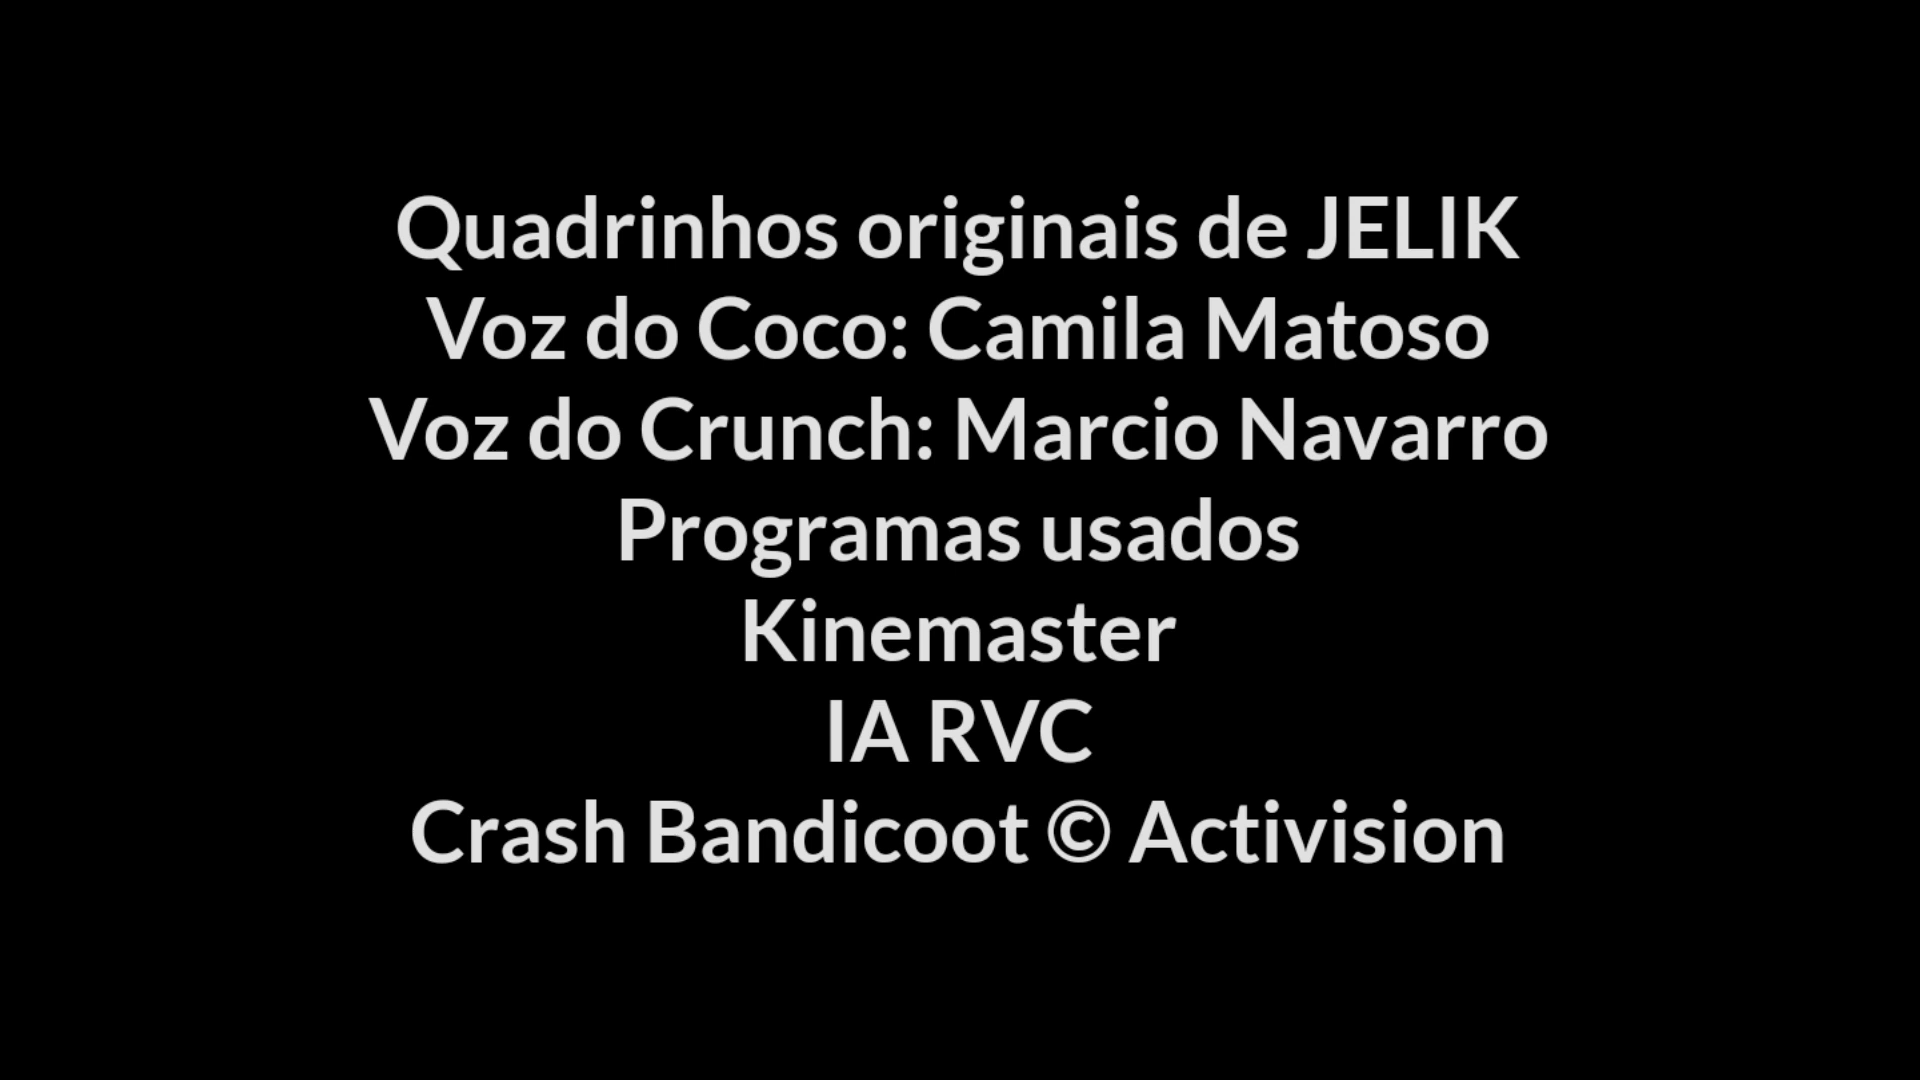 Quadrinhos originais de JELIK
Voz do Coco: Camila Matoso
Voz do Crunch: Marcio Navarro
Programas usados
Kinemaster
IA RVC
Crash Bandicoot © Activision